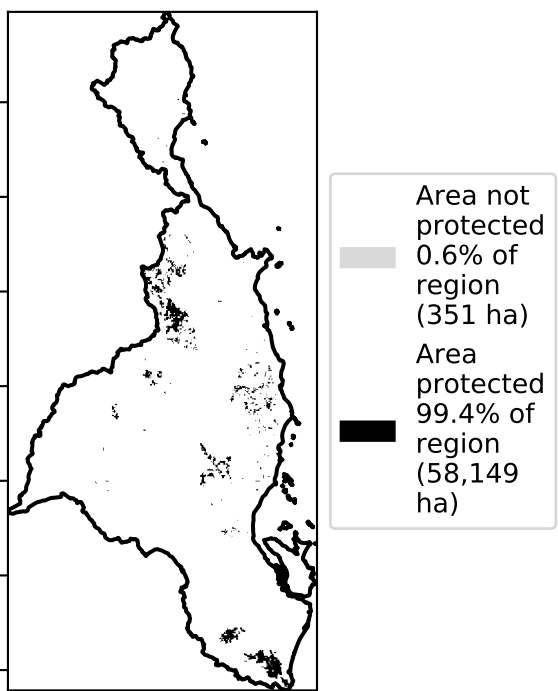 Area not
protected
0.6% of
region
(351 ha)
Area
protected
99.4% of
region
(58,149
ha)